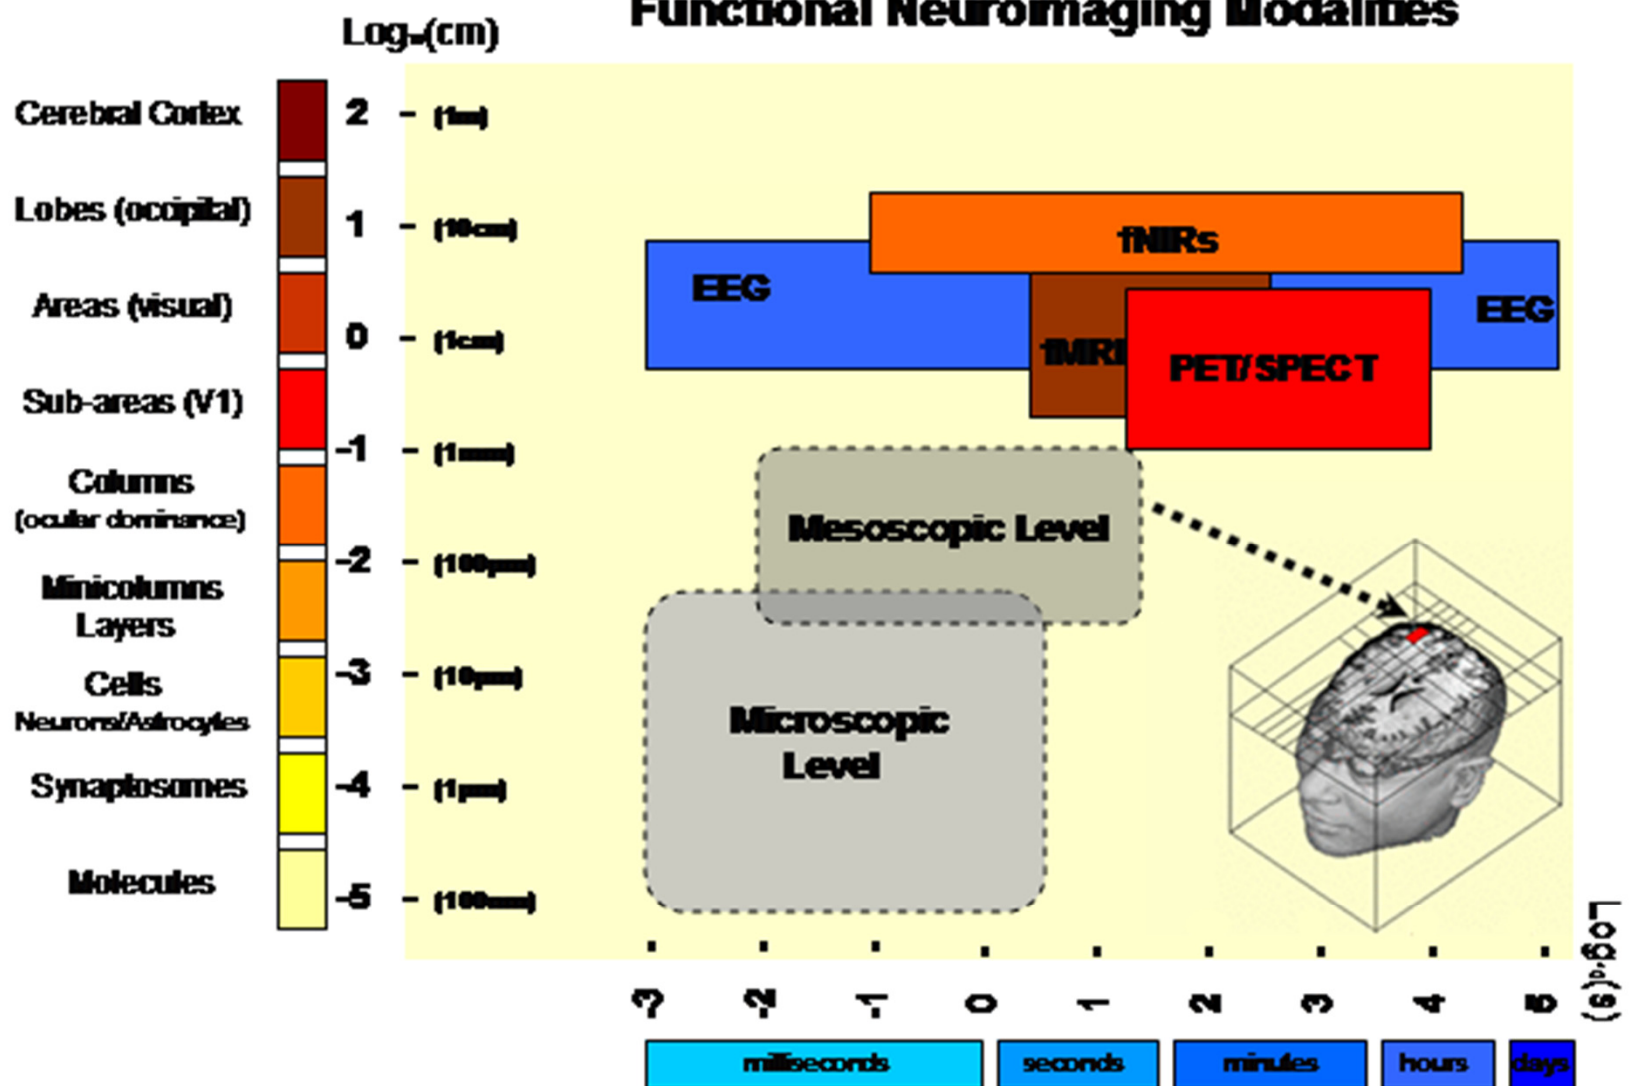 Functional Neuroimaging Modalities
Log₁₀(cm)
Cerebral Cortex
2
(1m)
Lobes (occipital)
1
(10cm)
fNIRs
EEG
EEG
Areas (visual)
0
(1cm)
fMRI
PET/SPECT
Sub-areas (V1)
-1
(1mm)
Columns
(ocular dominance)
Mesoscopic Level
-2
(100µm)
Minicolumns
Layers
-3
(10µm)
Cells
Neurons/Astrocytes
Microscopic
Level
Synaptosomes
-4
(1µm)
Molecules
-5
(100nm)
-3
-2
-1
0
1
2
3
4
5
Log₁₀(s)
milliseconds
seconds
minutes
hours
days